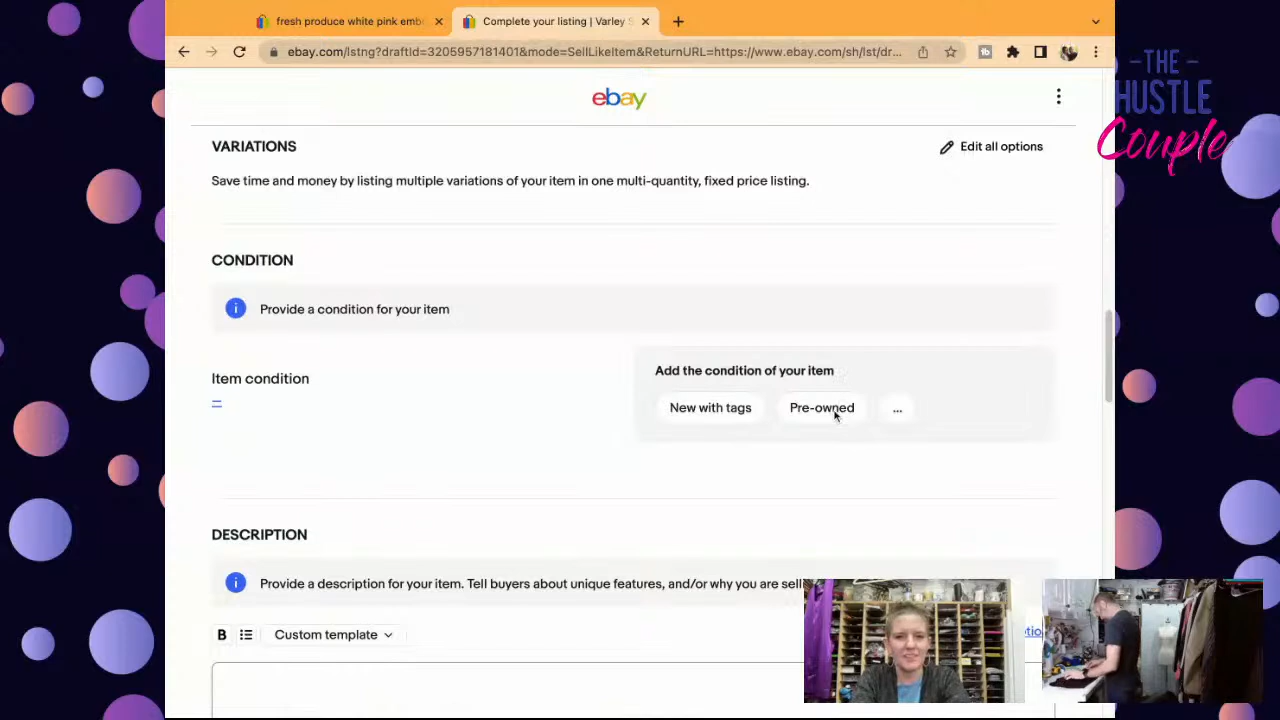 fresh produce white pink emb
Complete your listing | Varley S
ebay.com/lstng?draftId=3205957181401&mode=SellLikeItem&ReturnURL=https://www.ebay.com/sh/lst/dr...
-THE-
HUSTLE
Couple
ebay
VARIATIONS
Edit all options
Save time and money by listing multiple variations of your item in one multi-quantity, fixed price listing.
CONDITION
Provide a condition for your item
Item condition
Add the condition of your item
New with tags
Pre-owned
...
DESCRIPTION
Provide a description for your item. Tell buyers about unique features, and/or why you are sell
B
Custom template